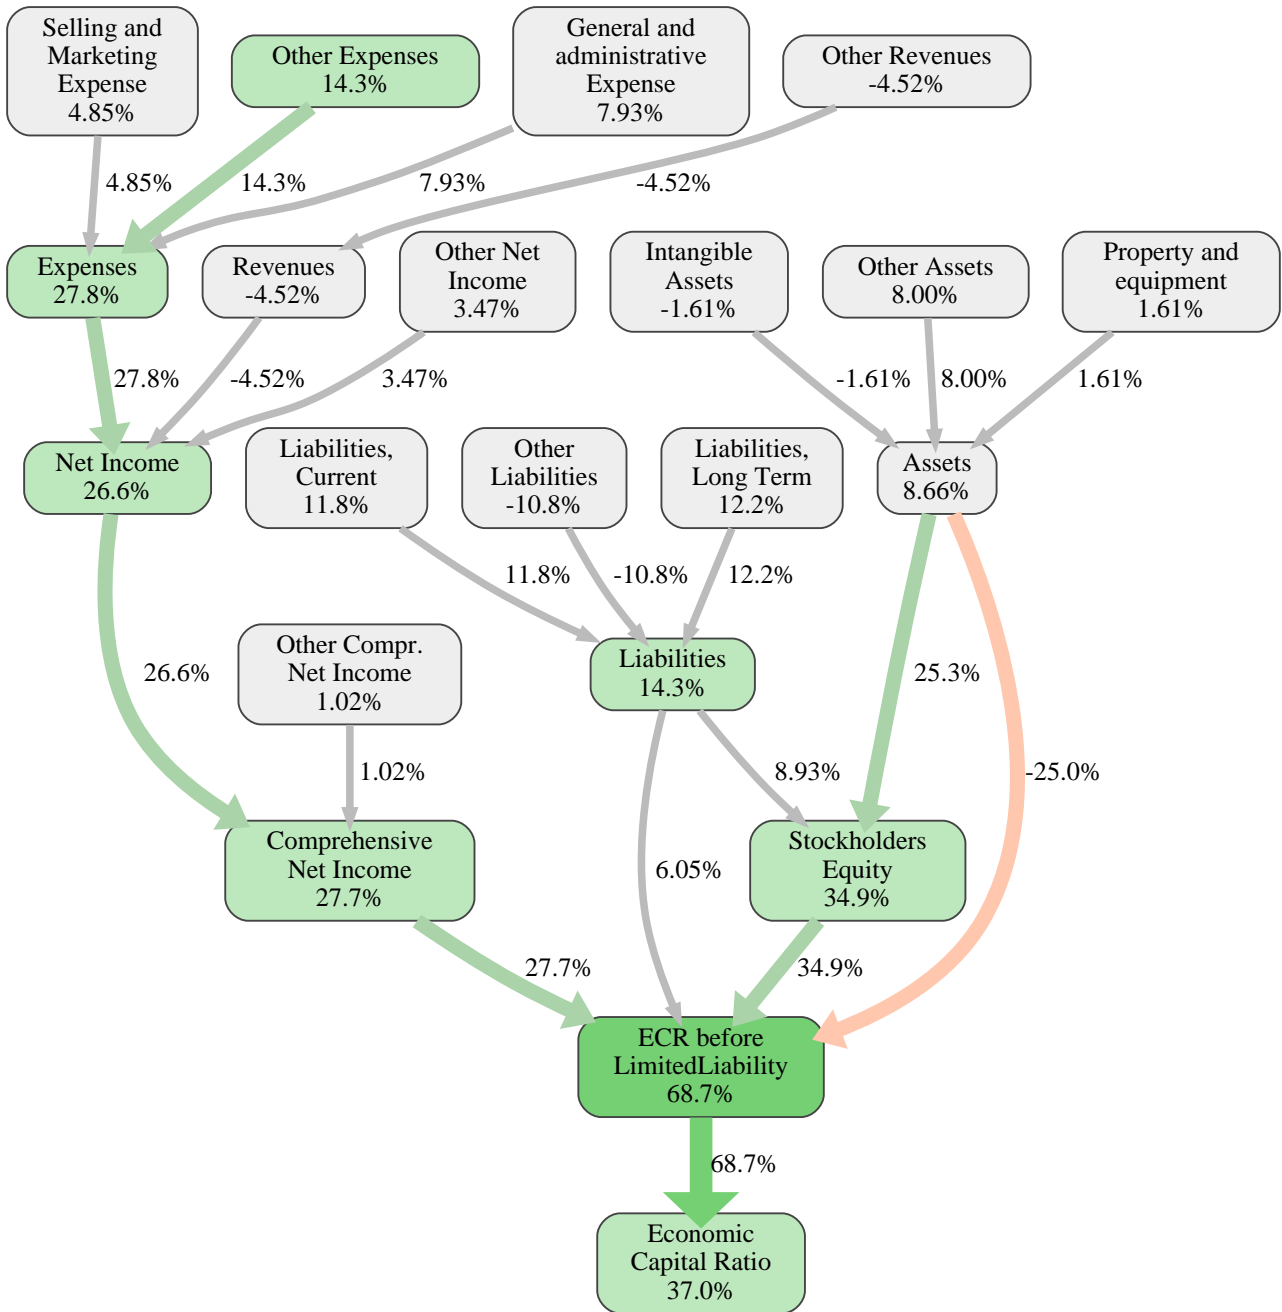 Selling and
Marketing
Expense
4.85%
Other Expenses
14.3%
General and
administrative
Expense
7.93%
Other Revenues
-4.52%
4.85%
14.3%
7.93%
-4.52%
Expenses
27.8%
Revenues
-4.52%
Other Net
Income
3.47%
Intangible
Assets
-1.61%
Other Assets
8.00%
Property and
equipment
1.61%
27.8%
-4.52%
3.47%
-1.61%
8.00%
1.61%
Net Income
26.6%
Liabilities,
Current
11.8%
Other
Liabilities
-10.8%
Liabilities,
Long Term
12.2%
Assets
8.66%
11.8%
-10.8%
12.2%
26.6%
Other Compr.
Net Income
1.02%
Liabilities
14.3%
25.3%
1.02%
8.93%
-25.0%
Comprehensive
Net Income
27.7%
6.05%
Stockholders
Equity
34.9%
27.7%
34.9%
ECR before
LimitedLiability
68.7%
68.7%
Economic
Capital Ratio
37.0%